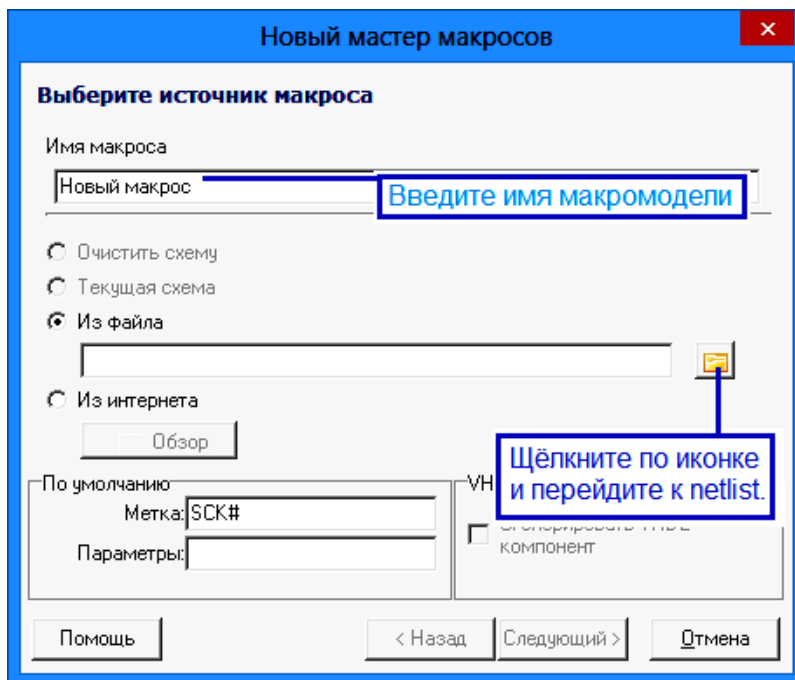 Новый мастер макросов
Выберите источник макроса
Имя макроса
Новый макрос
Введите имя макромодели
Очистить схему
Текущая схема
Из файла
Из интернета
Обзор
Щёлкните по иконке
и перейдите к netlist.
По умолчанию
VH
Метка: SCK#
компонент
Параметры:
Помощь
< Назад
Следующий >
Отмена